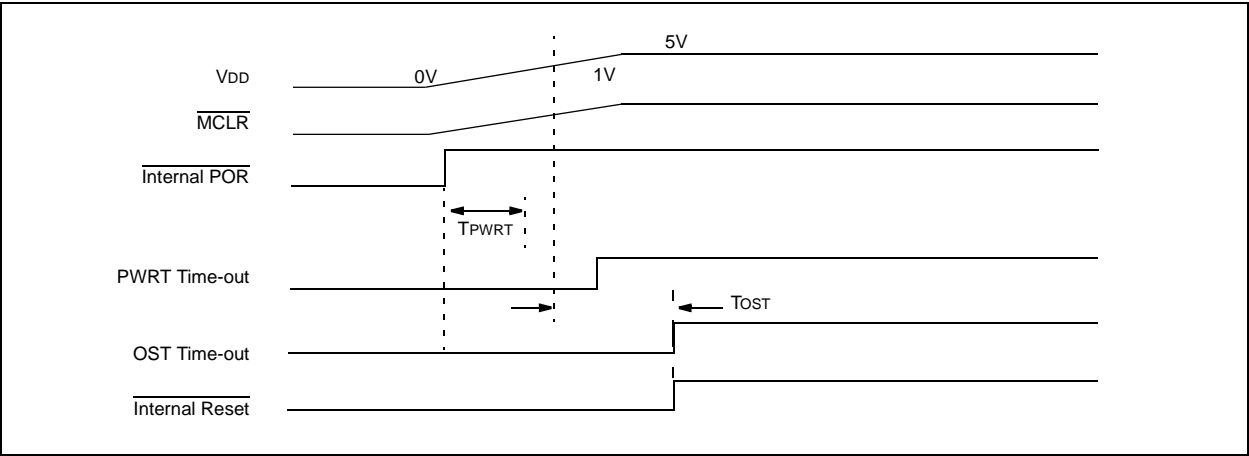 5V
VDD 0V 1V
MCLR
Internal POR
TPWRT
PWRT Time-out
TOST
OST Time-out
Internal Reset